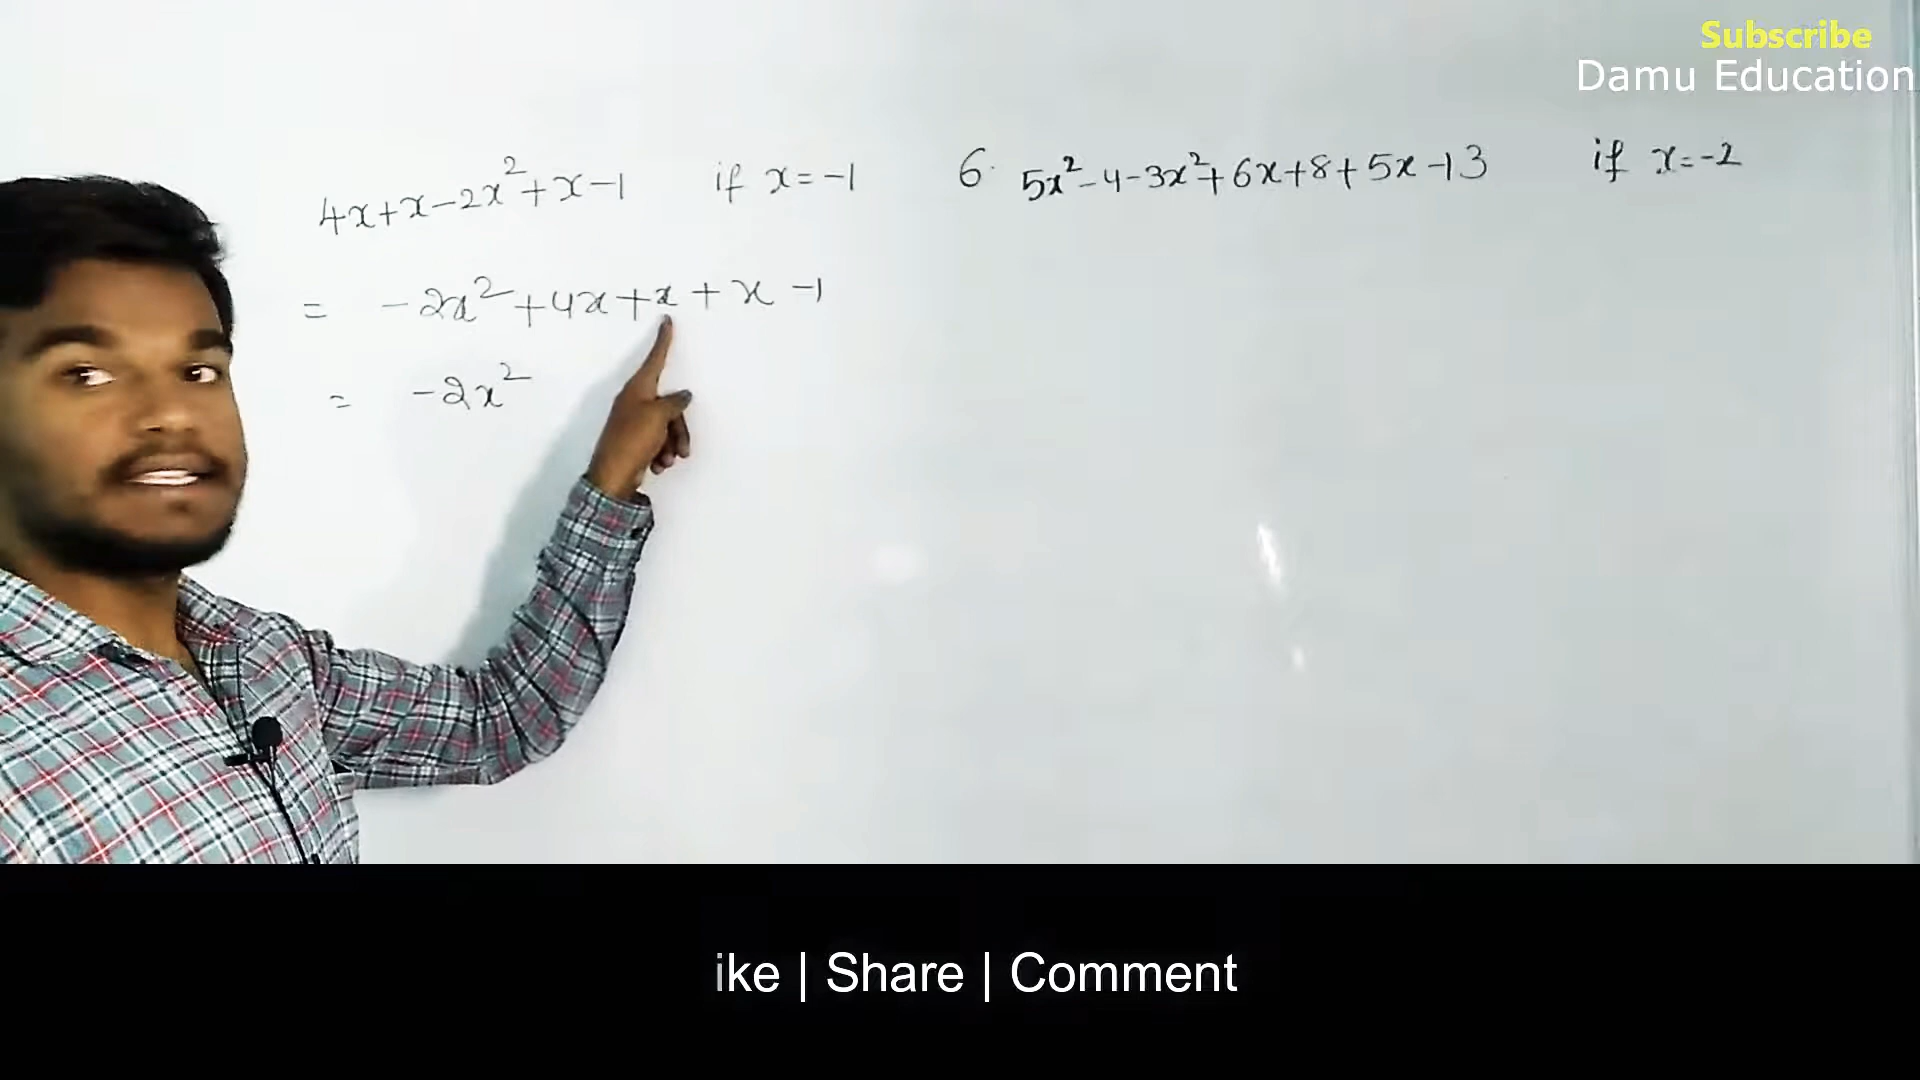 Subscribe
Damu Education
4x+x-2x²+x-1 if x=-1
= -2x²+4x+x+x-1
= -2x²
6. 5x²-4-3x²+6x+8+5x-13 if x=-2
ike | Share | Comment